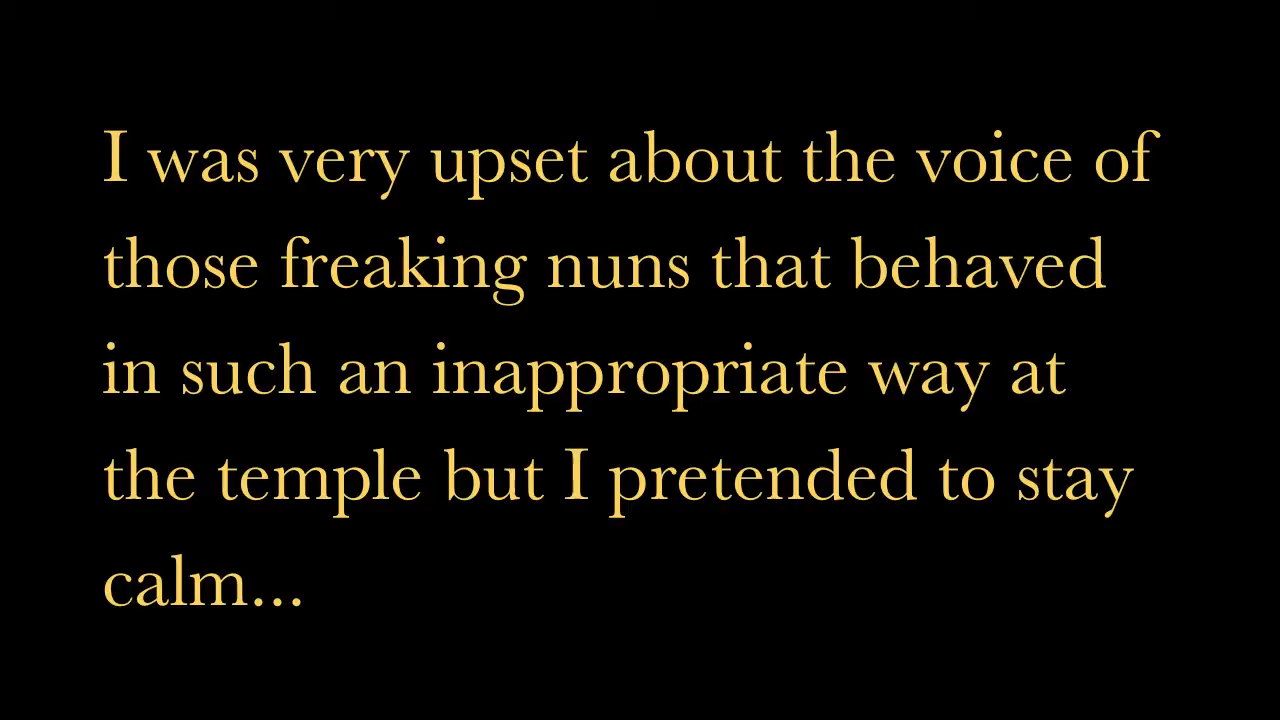 I was very upset about the voice of
those freaking nuns that behaved
in such an inappropriate way at
the temple but I pretended to stay
calm...